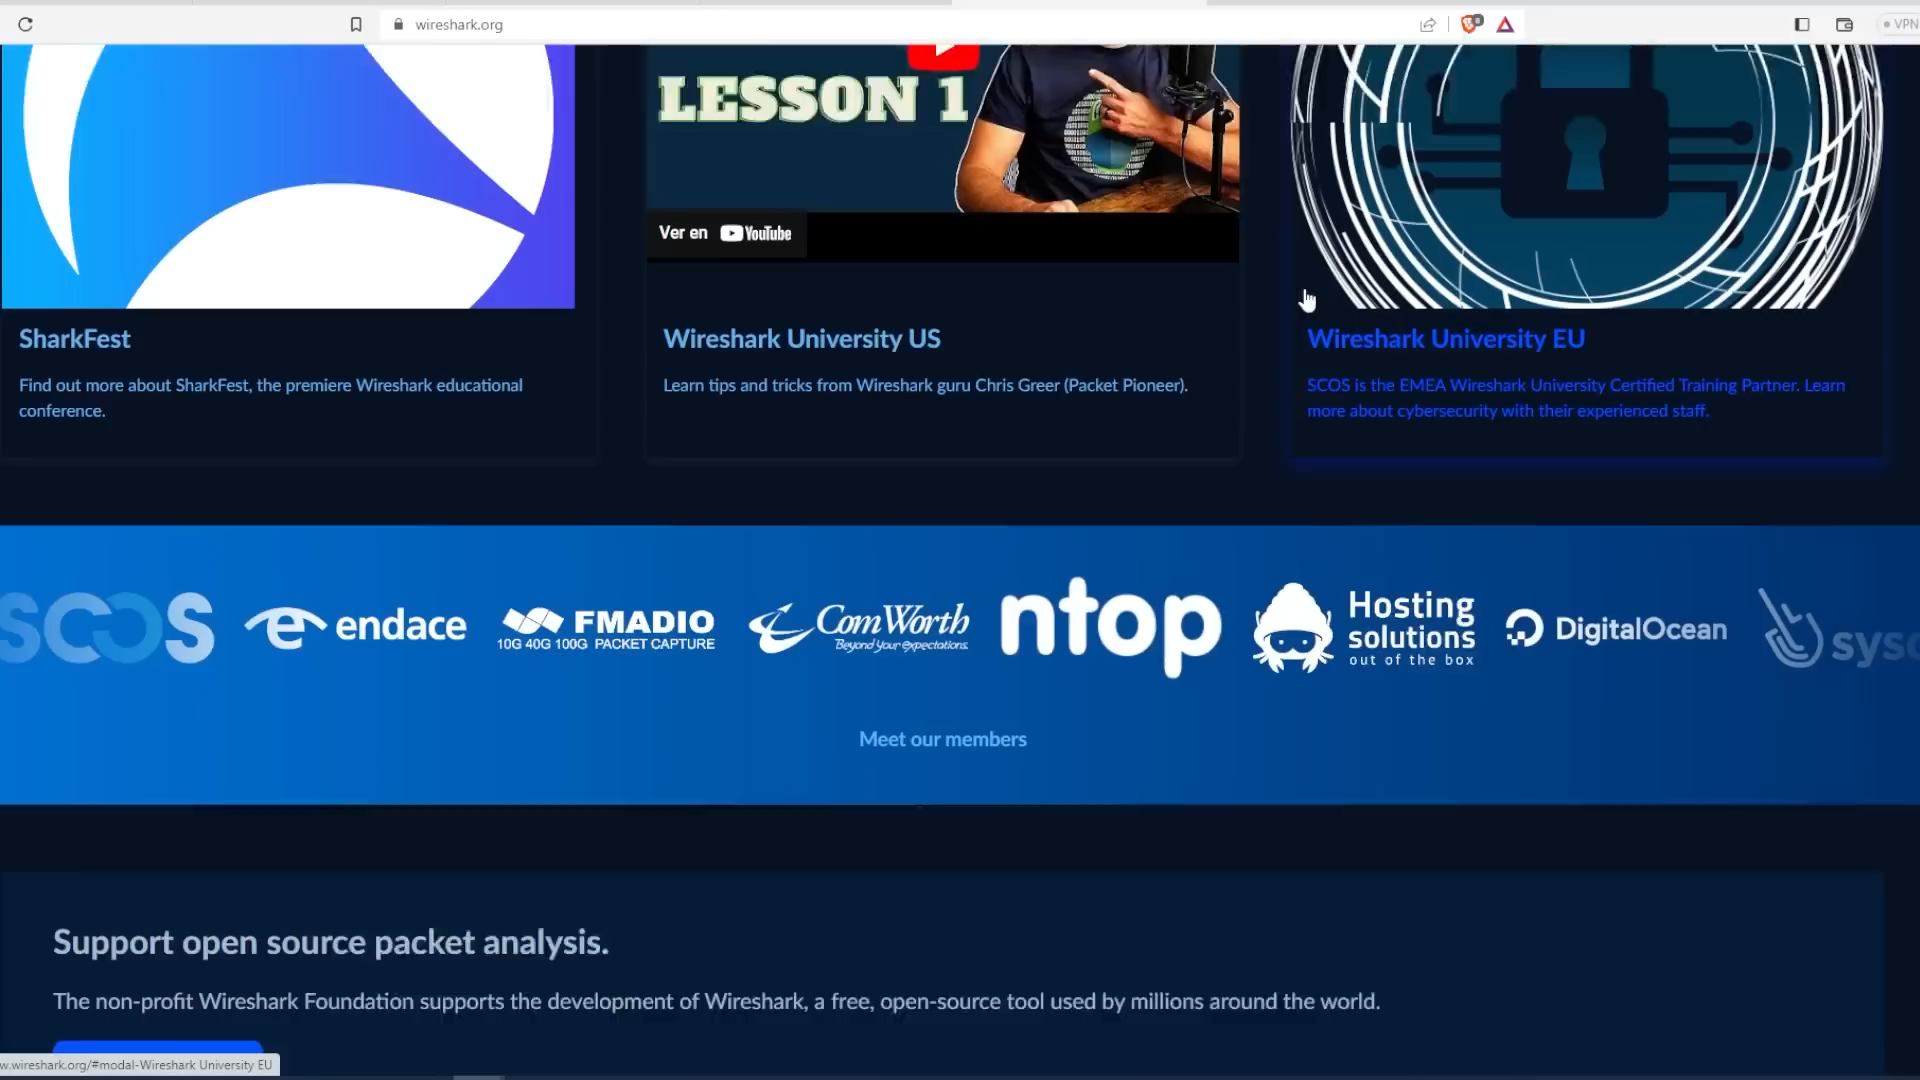 wireshark.org
VPN
LESSON 1
Ver en YouTube
SharkFest
Find out more about SharkFest, the premiere Wireshark educational
conference.
Wireshark University US
Learn tips and tricks from Wireshark guru Chris Greer (Packet Pioneer).
Wireshark University EU
SCOS is the EMEA Wireshark University Certified Training Partner. Learn
more about cybersecurity with their experienced staff.
SCOS
endace
FMADIO
10G 40G 100G PACKET CAPTURE
ComWorth
Beyond your expectations.
ntop
Hosting
solutions
out of the box
DigitalOcean
sysd
Meet our members
Support open source packet analysis.
The non-profit Wireshark Foundation supports the development of Wireshark, a free, open-source tool used by millions around the world.
w.wireshark.org/#modal-Wireshark University EU